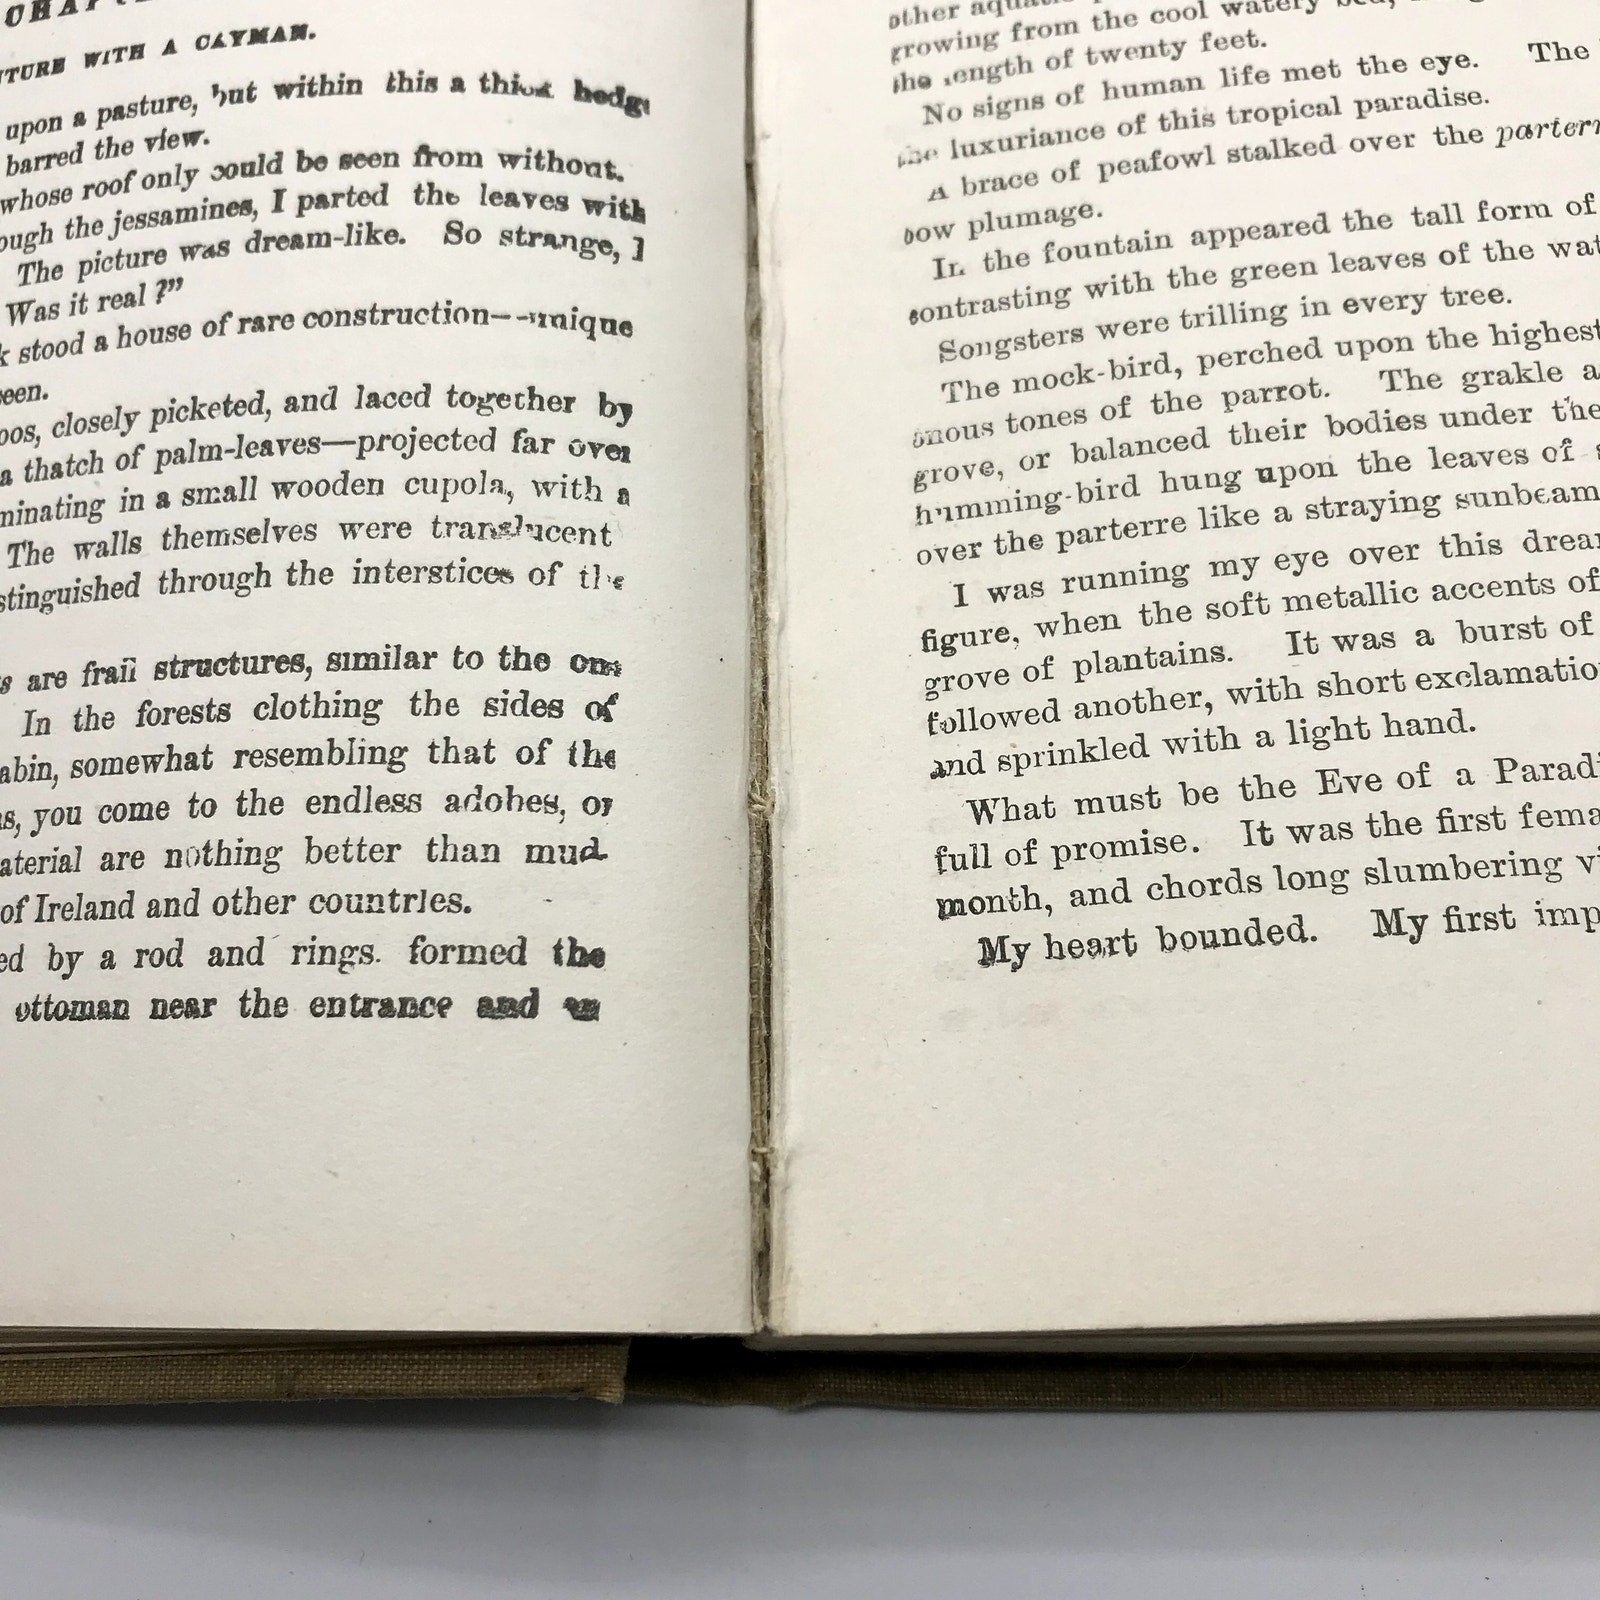 TURE WITH A CAYMAN.
upon a pasture, but within this a thick hedge
barred the view.
whose roof only could be seen from without.
ough the jessamines, I parted the leaves with
The picture was dream-like. So strange, I
Was it real?”
k stood a house of rare construction—unique
een.
oos, closely picketed, and laced together by
a thatch of palm-leaves—projected far over
minating in a small wooden cupola, with a
The walls themselves were translucent
stinguished through the interstices of the
s are frail structures, similar to the one
In the forests clothing the sides of
abin, somewhat resembling that of the
as, you come to the endless adobes, or
aterial are nothing better than mud
of Ireland and other countries.
ed by a rod and rings. formed the
ottoman near the entrance and
other
growing from the cool watery
the length of twenty feet.
No signs of human life met the eye. The
the luxuriance of this tropical paradise.
A brace of peafowl stalked over the parterr
bow plumage.
In the fountain appeared the tall form of
contrasting with the green leaves of the wat
Songsters were trilling in every tree.
The mock-bird, perched upon the highest
onous tones of the parrot. The grakle a
grove, or balanced their bodies under the
humming-bird hung upon the leaves of
over the parterre like a straying sunbeam
I was running my eye over this drea
figure, when the soft metallic accents of
grove of plantains. It was a burst of
followed another, with short exclamatio
and sprinkled with a light hand.
What must be the Eve of a Paradi
full of promise. It was the first fema
month, and chords long slumbering vi
My heart bounded. My first imp